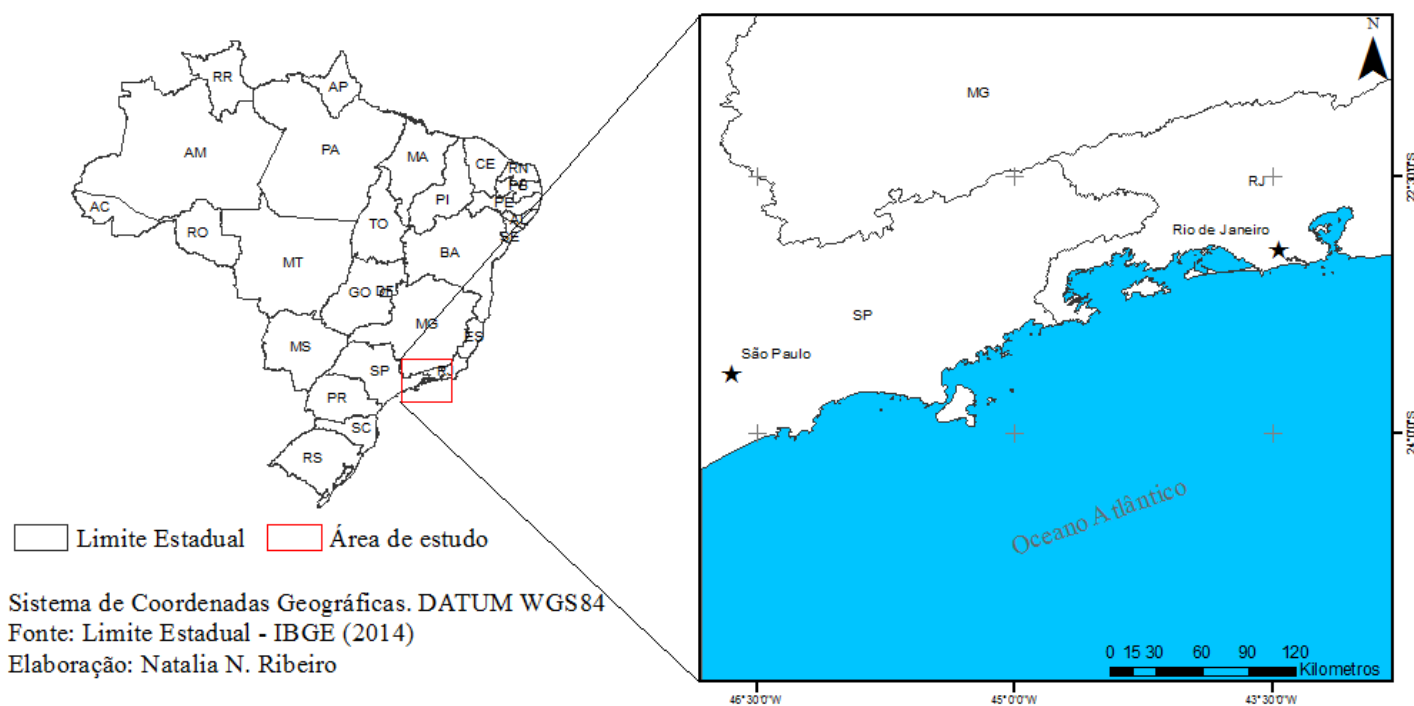 RR
AP
AM
PA
MA
CE
RN
PB
PE
AL
SE
PI
AC
RO
TO
BA
MT
GO
DF
MG
ES
MS
SP
PR
SC
RS
Limite Estadual
Área de estudo
Sistema de Coordenadas Geográficas. DATUM WGS84
Fonte: Limite Estadual - IBGE (2014)
Elaboração: Natalia N. Ribeiro
N
MG
RJ
Rio de Janeiro
SP
São Paulo
Oceano Atlântico
0 15 30 60 90 120
Kilometros
22°30'0"S
24°0'0"S
46°30'0"W
45°0'0"W
43°30'0"W